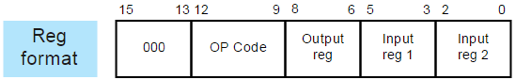 15 13 12 9 8 6 5 3 2 0
Reg
format
000
OP Code
Output
reg
Input
reg 1
Input
reg 2